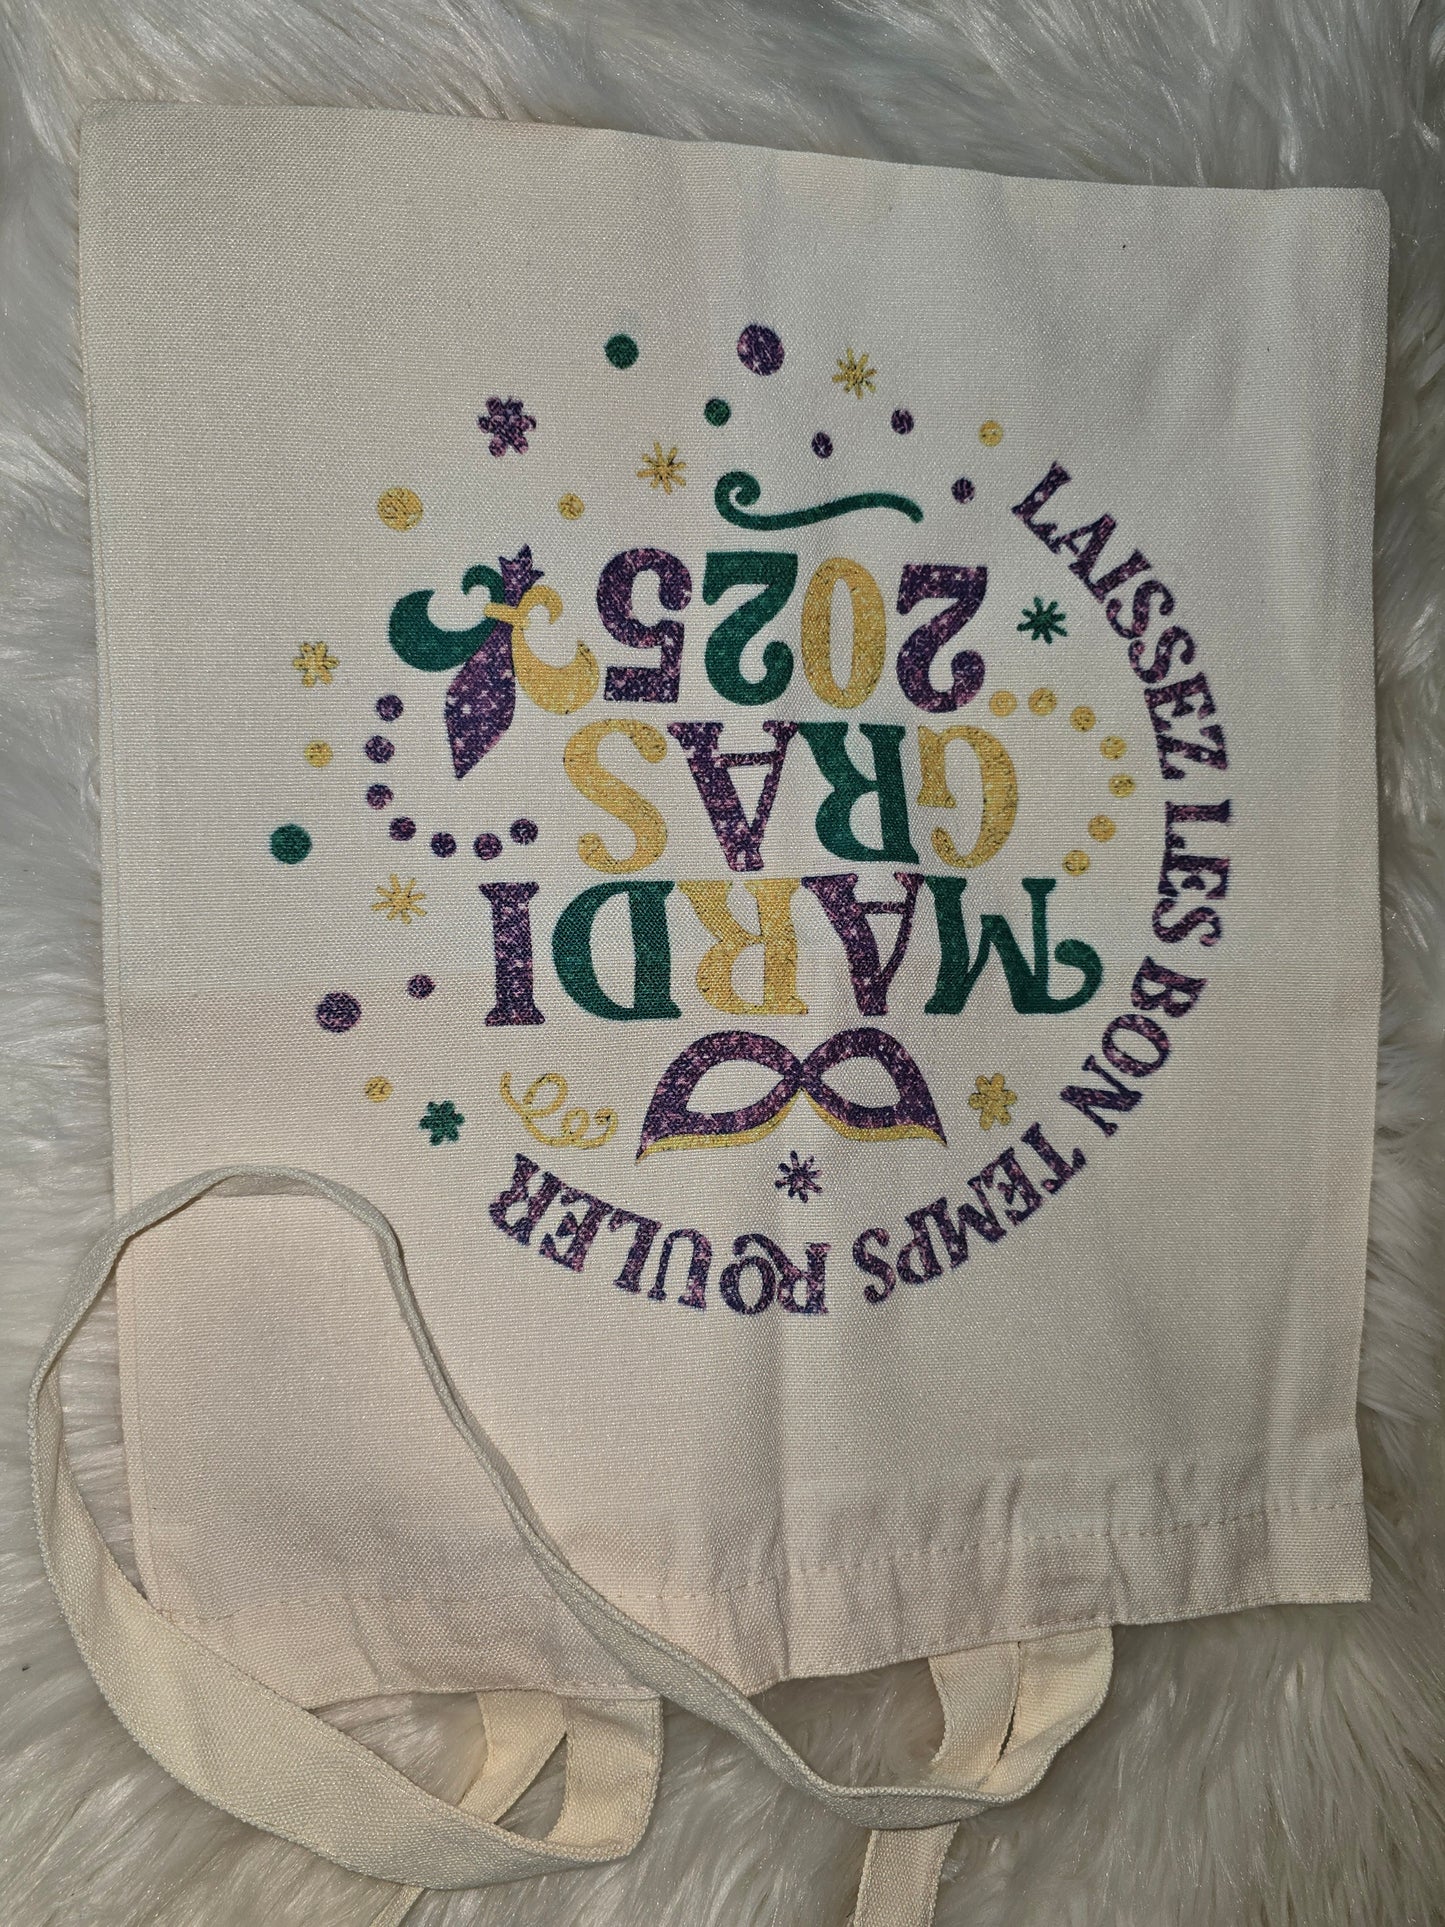 MARDI
GRAS
2025
LAISSEZ LES BON TEMPS ROULER